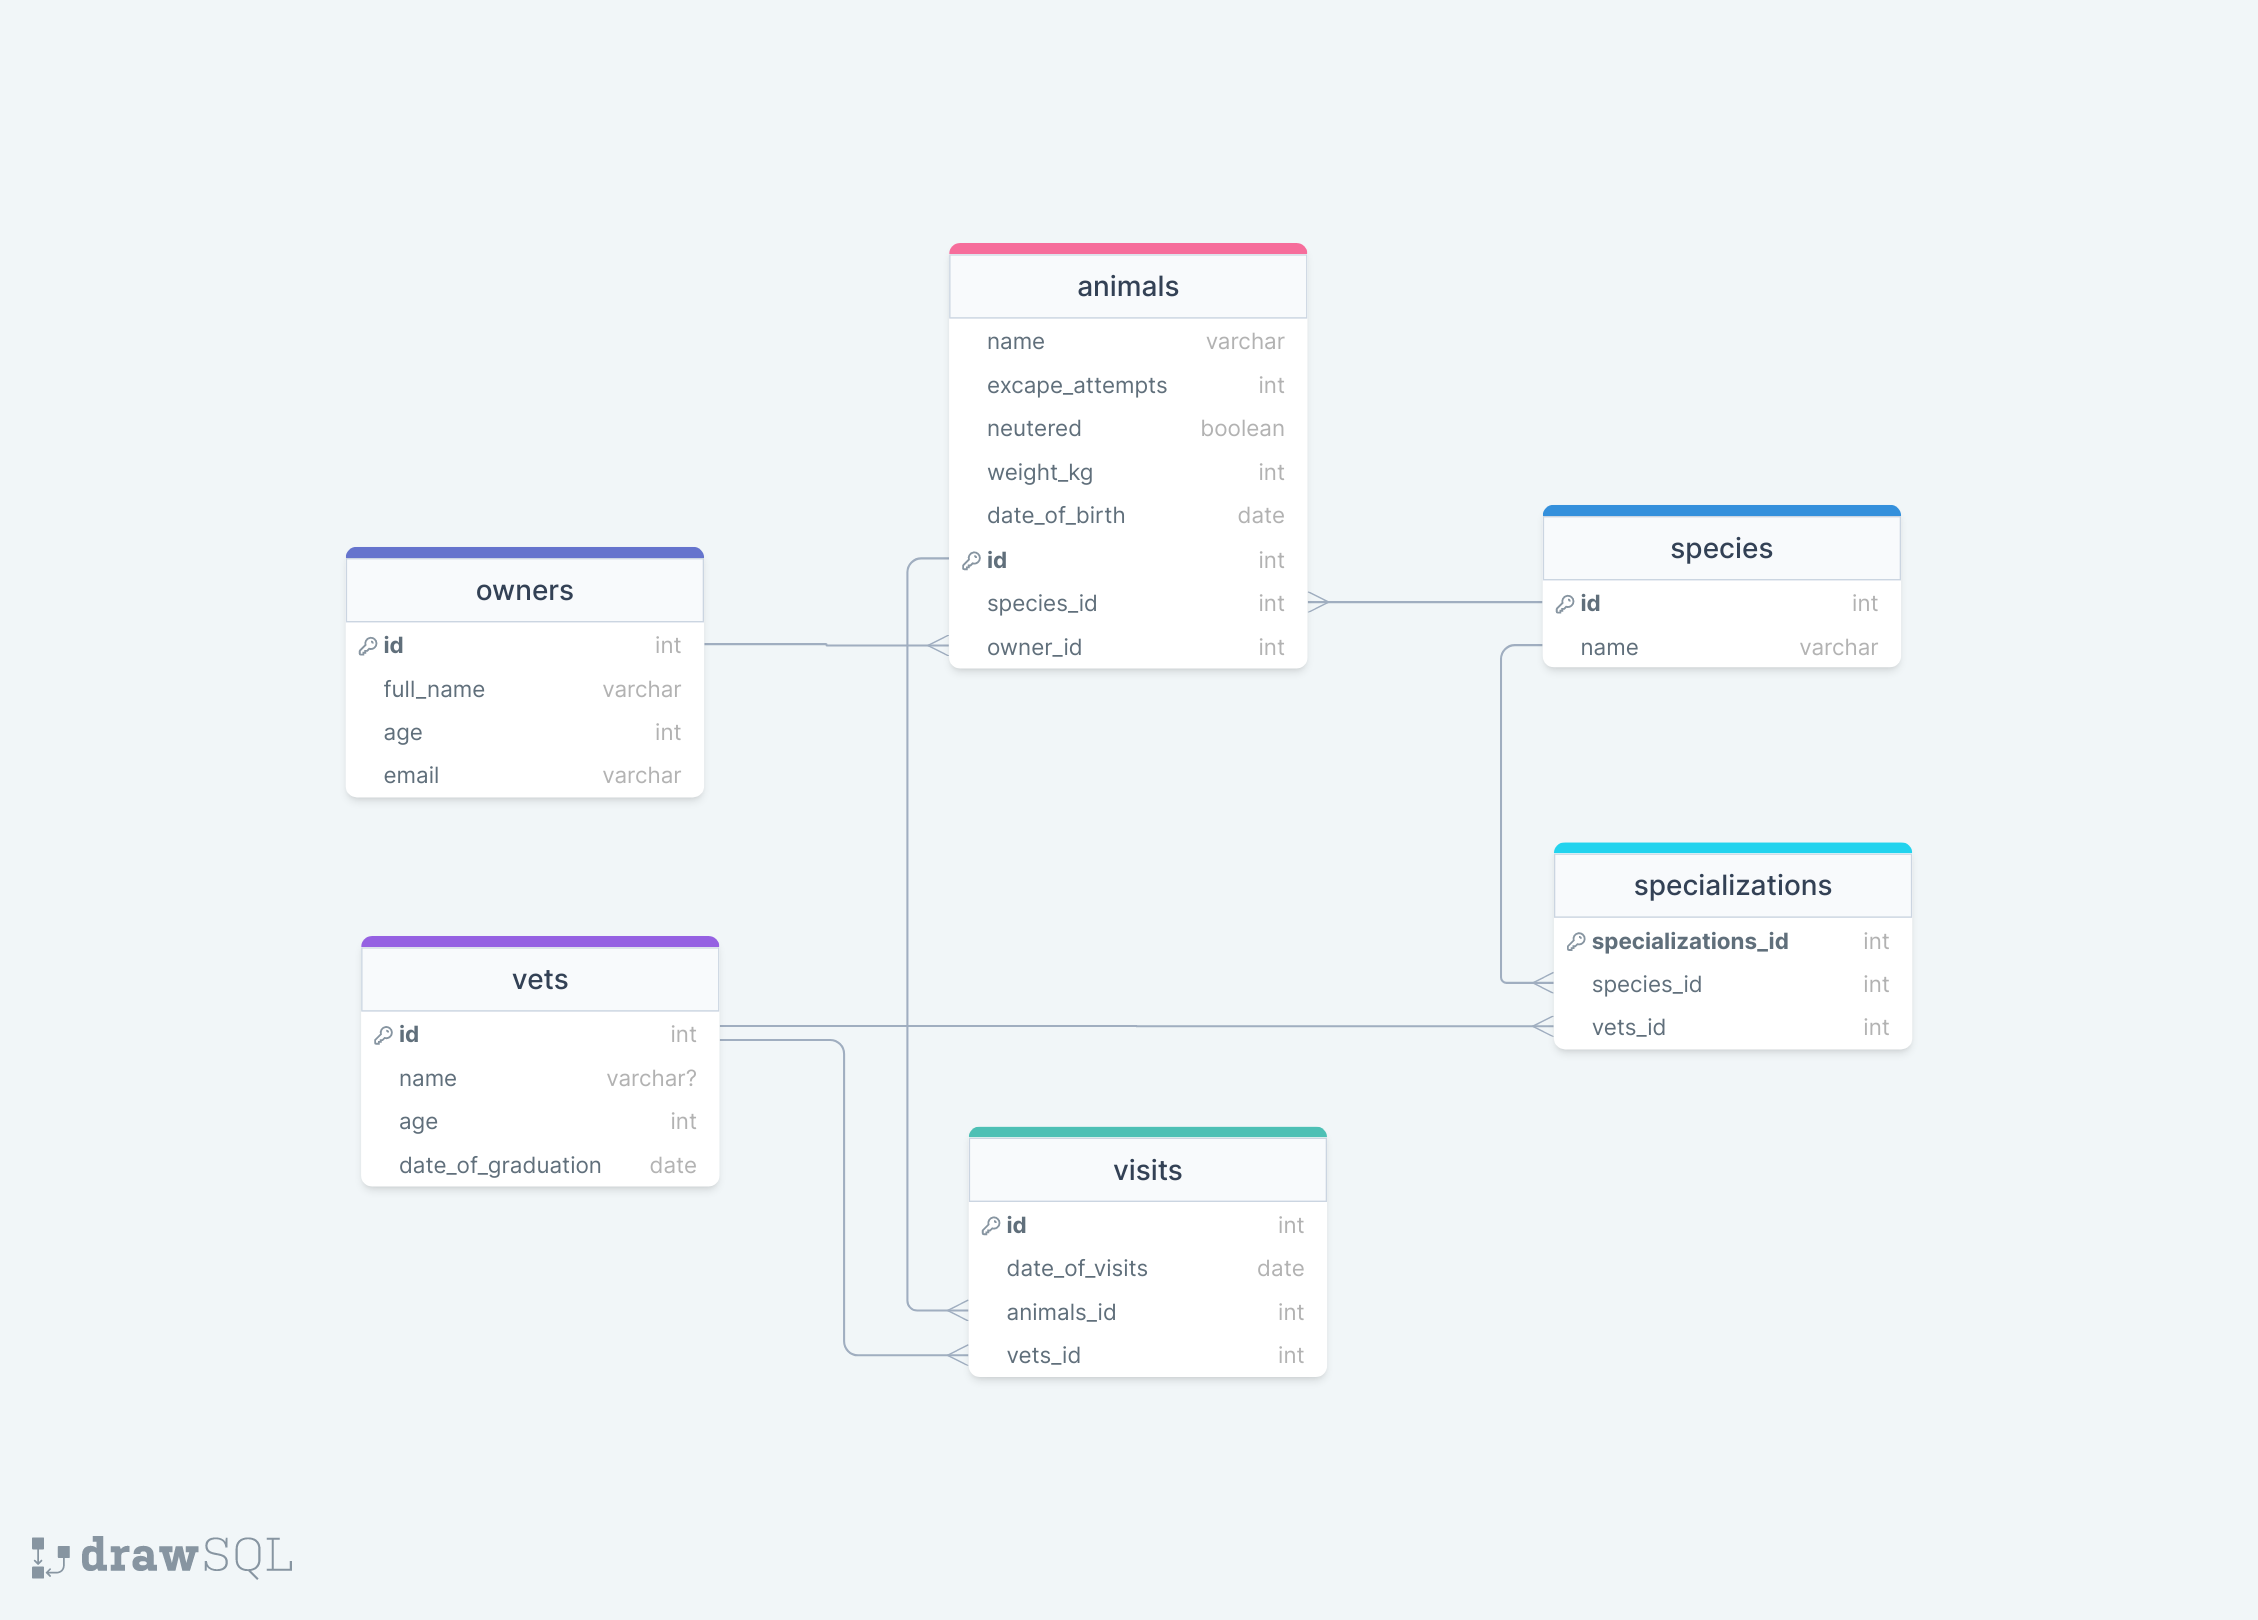 animals
name varchar
excape_attempts int
neutered boolean
weight_kg int
date_of_birth date
id int
species_id int
owner_id int
species
id int
name varchar
owners
id int
full_name varchar
age int
email varchar
specializations
specializations_id int
species_id int
vets_id int
vets
id int
name varchar?
age int
date_of_graduation date
visits
id int
date_of_visits date
animals_id int
vets_id int
drawSQL